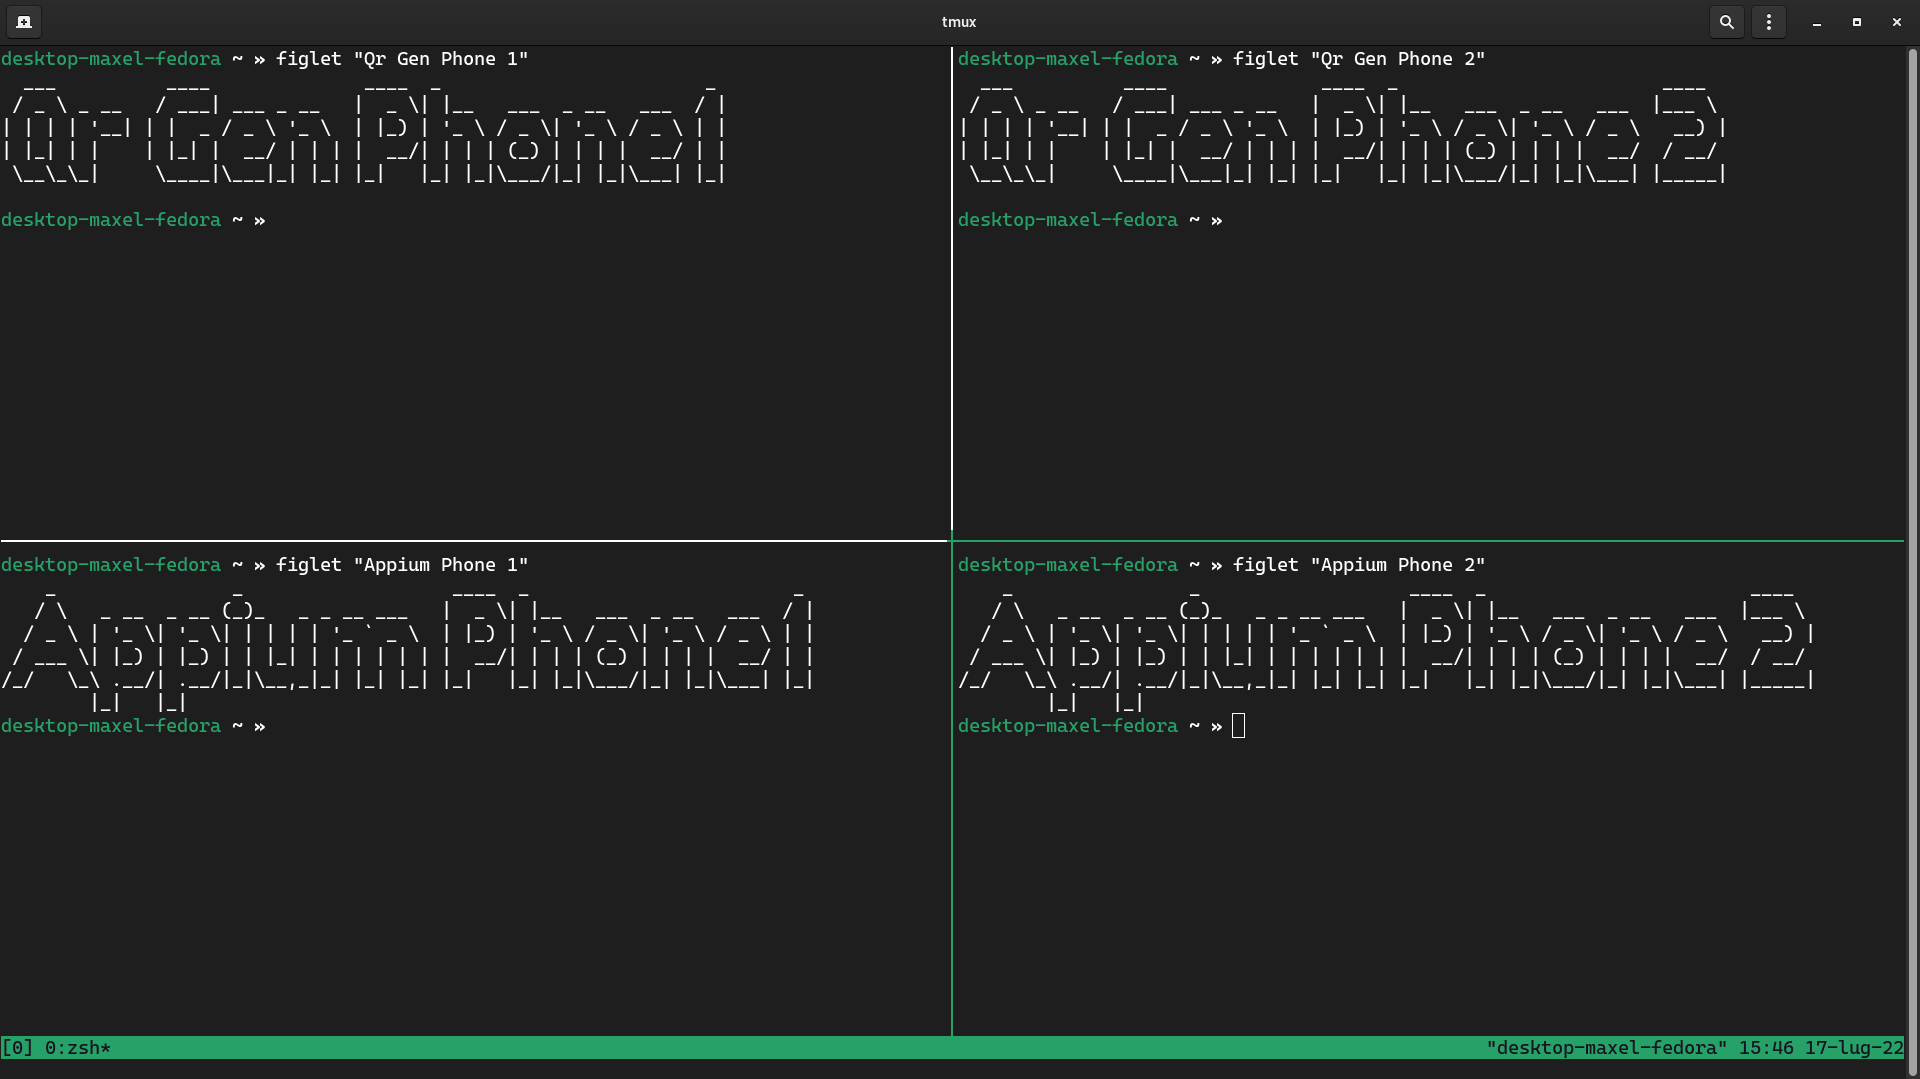 tmux
desktop-maxel-fedora ~ » figlet "Qr Gen Phone 1"
Qr Gen Phone 1
desktop-maxel-fedora ~ »
desktop-maxel-fedora ~ » figlet "Qr Gen Phone 2"
Qr Gen Phone 2
desktop-maxel-fedora ~ »
desktop-maxel-fedora ~ » figlet "Appium Phone 1"
Appium Phone 1
desktop-maxel-fedora ~ »
desktop-maxel-fedora ~ » figlet "Appium Phone 2"
Appium Phone 2
desktop-maxel-fedora ~ »
[0] 0:zsh* "desktop-maxel-fedora" 15:46 17-lug-22